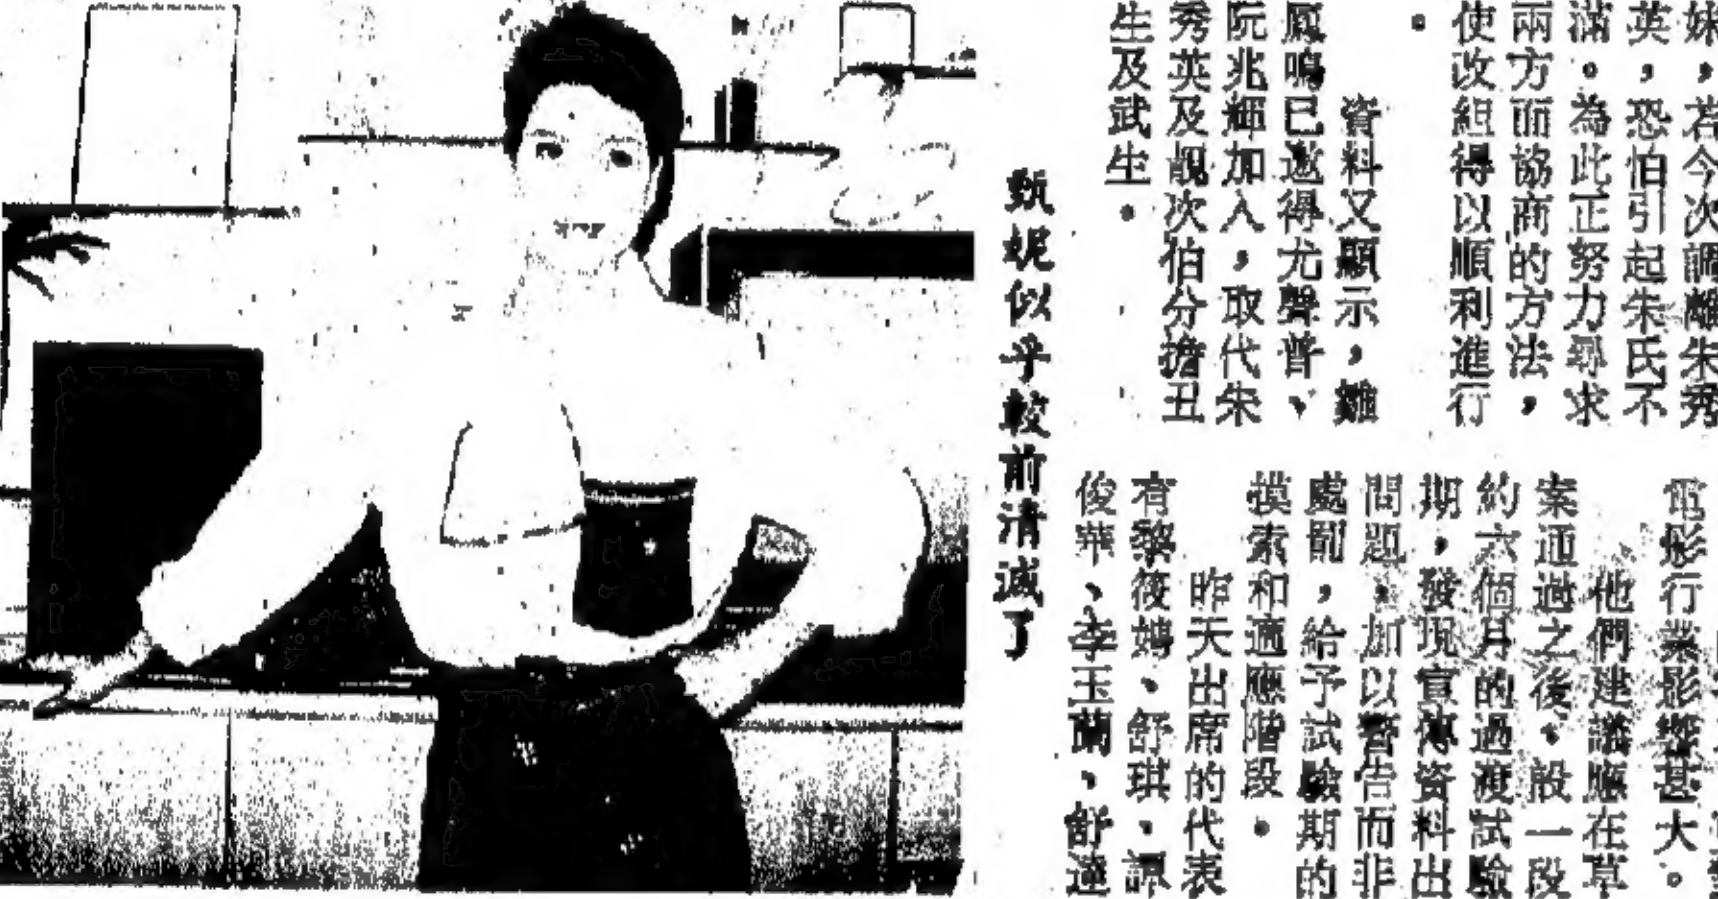 妹，若今次調離朱秀
英，恐怕引起朱氏不
滿。為此正努力尋求
兩方面協商的方法，
使改組得以順利進行
。
資料又顯示，雛
鳳鳴已邀得尤聲普、
阮兆輝加入，取代朱
秀英及靚次伯分擔丑
生及武生。
電影行業影響甚大。
他們建議應在草
案通過之後，設一段
約六個月的過渡試驗
期，發現宣傳資料出
問題，加以警告而非
處罰，給予試驗期的
摸索和適應階段。
昨天出席的代表
有黎筱娉、舒琪、譚
俊華、李玉蘭、舒達
甄妮似乎較前清減了